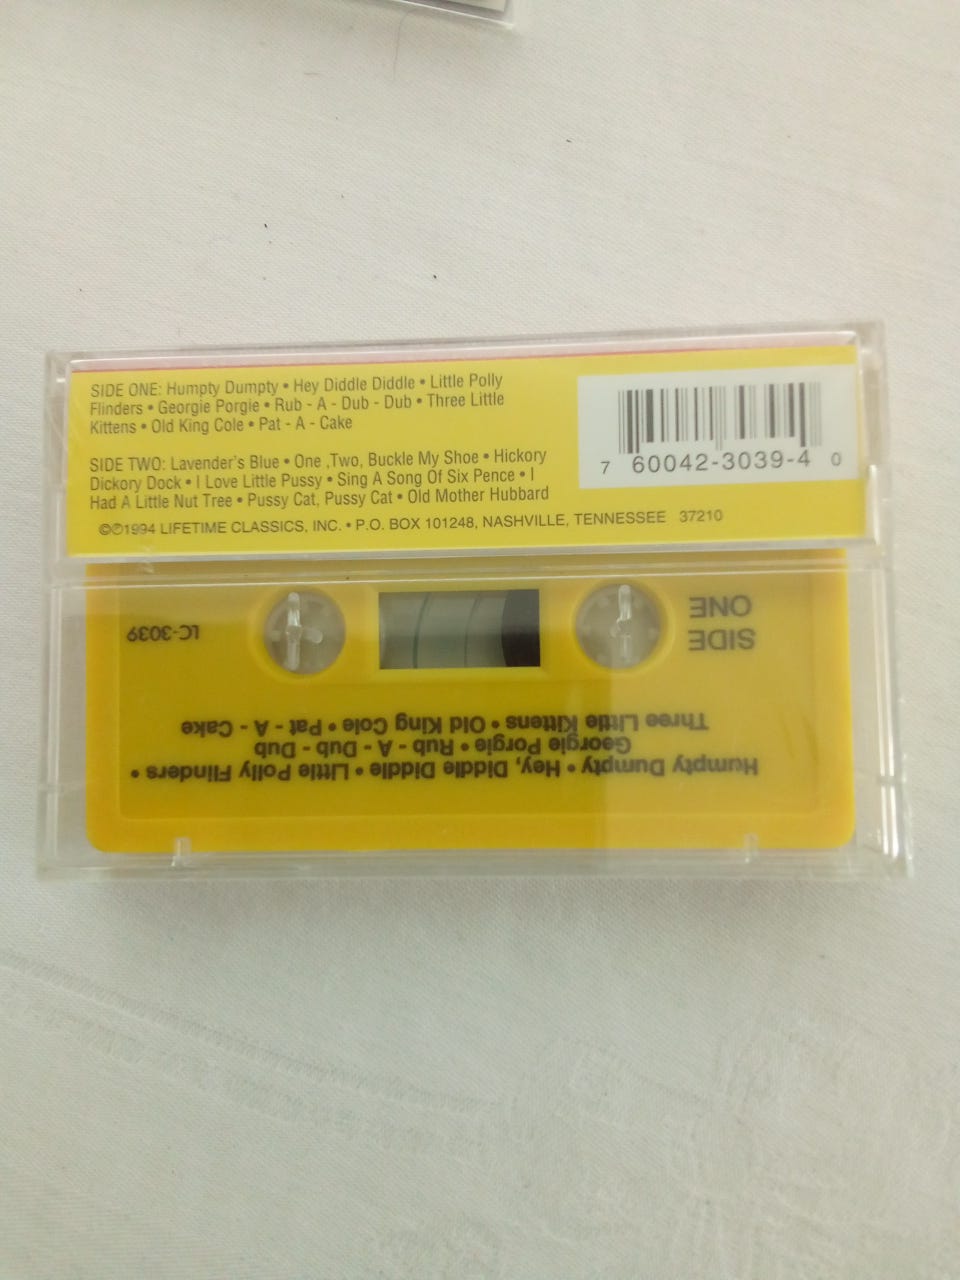 SIDE ONE: Humpty Dumpty • Hey Diddle Diddle • Little Polly
Flinders • Georgie Porgie • Rub - A - Dub - Dub • Three Little
Kittens • Old King Cole • Pat - A - Cake
SIDE TWO: Lavender's Blue • One ,Two, Buckle My Shoe • Hickory
Dickory Dock • I Love Little Pussy • Sing A Song Of Six Pence • I
Had A Little Nut Tree • Pussy Cat, Pussy Cat • Old Mother Hubbard
©℗1994 LIFETIME CLASSICS, INC. • P.O. BOX 101248, NASHVILLE, TENNESSEE 37210
7 60042-3039-4 0
Humpty Dumpty • Hey, Diddle Diddle • Little Polly Flinders •
Georgie Porgie • Rub - A - Dub - Dub
Three Little Kittens • Old King Cole • Pat - A - Cake
SIDE
ONE
LC-3039